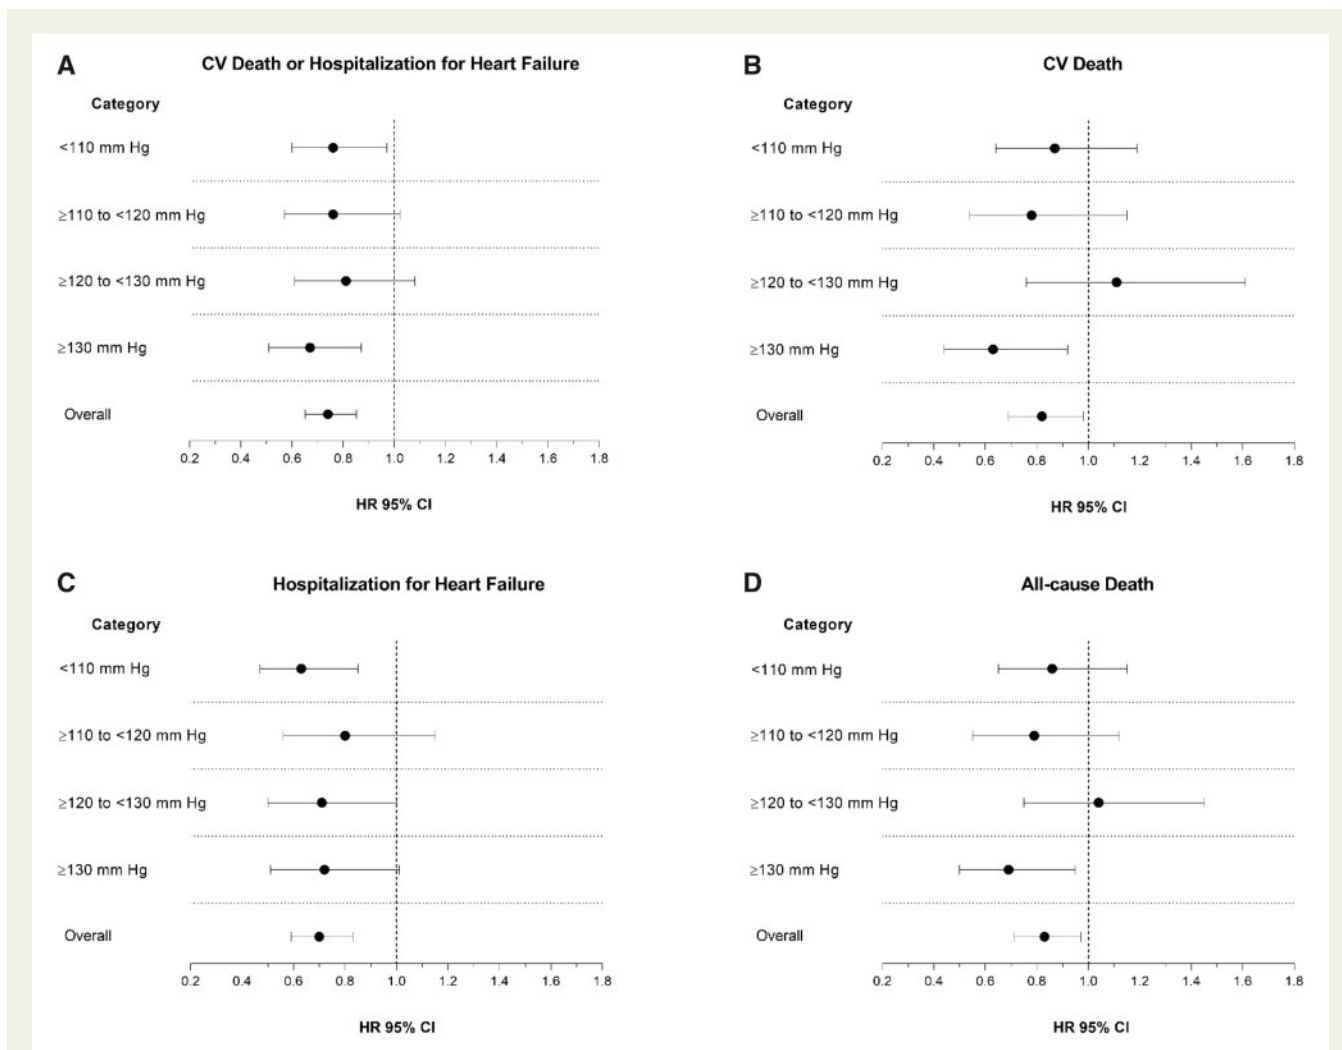 A
CV Death or Hospitalization for Heart Failure
Category
<110 mm Hg
≥110 to <120 mm Hg
≥120 to <130 mm Hg
≥130 mm Hg
Overall
0.2 0.4 0.6 0.8 1.0 1.2 1.4 1.6 1.8
HR 95% CI
B
CV Death
Category
<110 mm Hg
≥110 to <120 mm Hg
≥120 to <130 mm Hg
≥130 mm Hg
Overall
0.2 0.4 0.6 0.8 1.0 1.2 1.4 1.6 1.8
HR 95% CI
C
Hospitalization for Heart Failure
Category
<110 mm Hg
≥110 to <120 mm Hg
≥120 to <130 mm Hg
≥130 mm Hg
Overall
0.2 0.4 0.6 0.8 1.0 1.2 1.4 1.6 1.8
HR 95% CI
D
All-cause Death
Category
<110 mm Hg
≥110 to <120 mm Hg
≥120 to <130 mm Hg
≥130 mm Hg
Overall
0.2 0.4 0.6 0.8 1.0 1.2 1.4 1.6 1.8
HR 95% CI